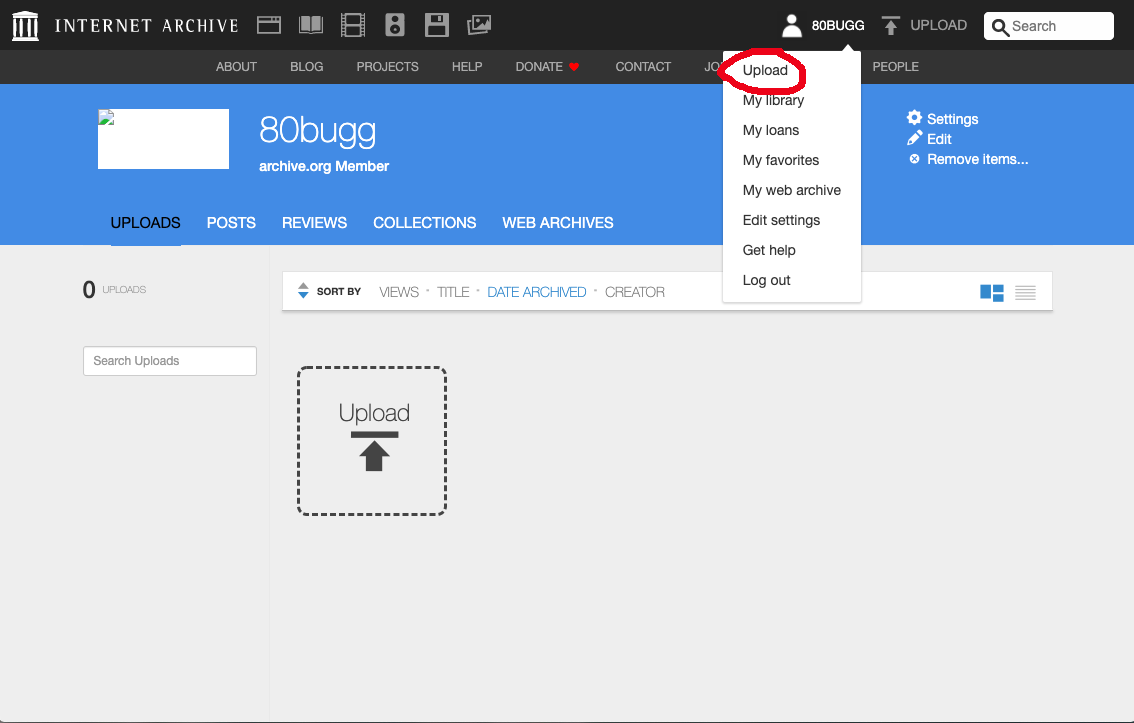 INTERNET ARCHIVE
80BUGG
UPLOAD
Search
ABOUT BLOG PROJECTS HELP DONATE CONTACT PEOPLE
Upload
My library
My loans
My favorites
My web archive
Edit settings
Get help
Log out
80bugg
archive.org Member
Settings
Edit
Remove items...
UPLOADS POSTS REVIEWS COLLECTIONS WEB ARCHIVES
0 UPLOADS
SORT BY VIEWS · TITLE · DATE ARCHIVED · CREATOR
Search Uploads
Upload